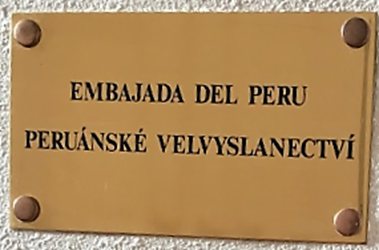 EMBAJADA DEL PERU
PERUÁNSKÉ VELVYSLANECTVÍ